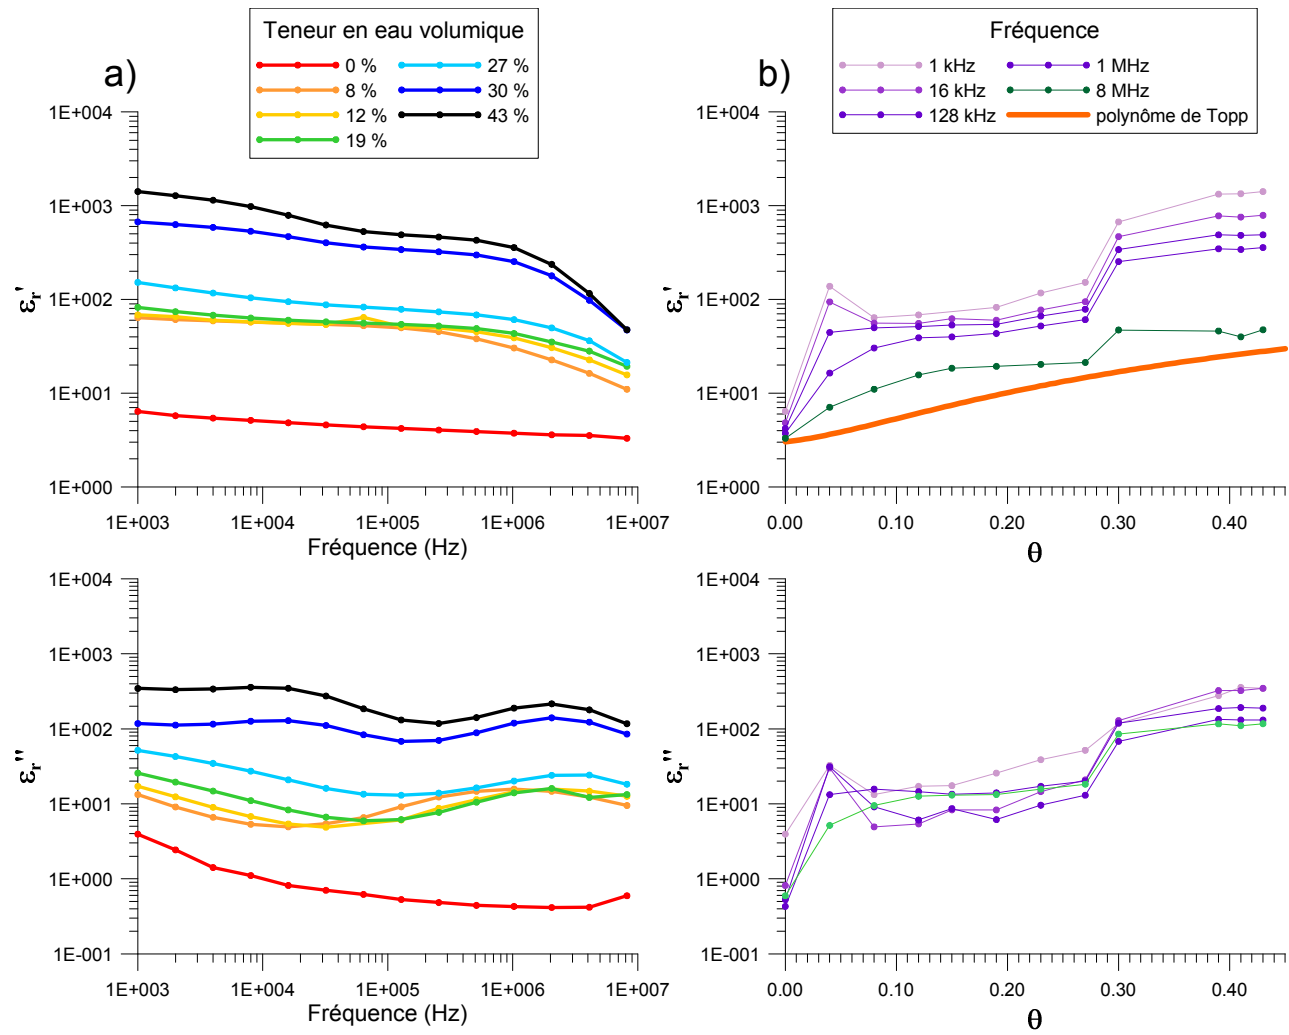 a)
Teneur en eau volumique
0 %
27 %
8 %
30 %
12 %
43 %
19 %
1E+004
1E+003
1E+002
1E+001
1E+000
εr'
1E+003
1E+004
1E+005
1E+006
1E+007
Fréquence (Hz)
1E+004
1E+003
1E+002
1E+001
1E+000
1E-001
εr''
1E+003
1E+004
1E+005
1E+006
1E+007
Fréquence (Hz)
b)
Fréquence
1 kHz
1 MHz
16 kHz
8 MHz
128 kHz
polynôme de Topp
1E+004
1E+003
1E+002
1E+001
1E+000
εr'
0.00
0.10
0.20
0.30
0.40
θ
1E+004
1E+003
1E+002
1E+001
1E+000
1E-001
εr''
0.00
0.10
0.20
0.30
0.40
θ